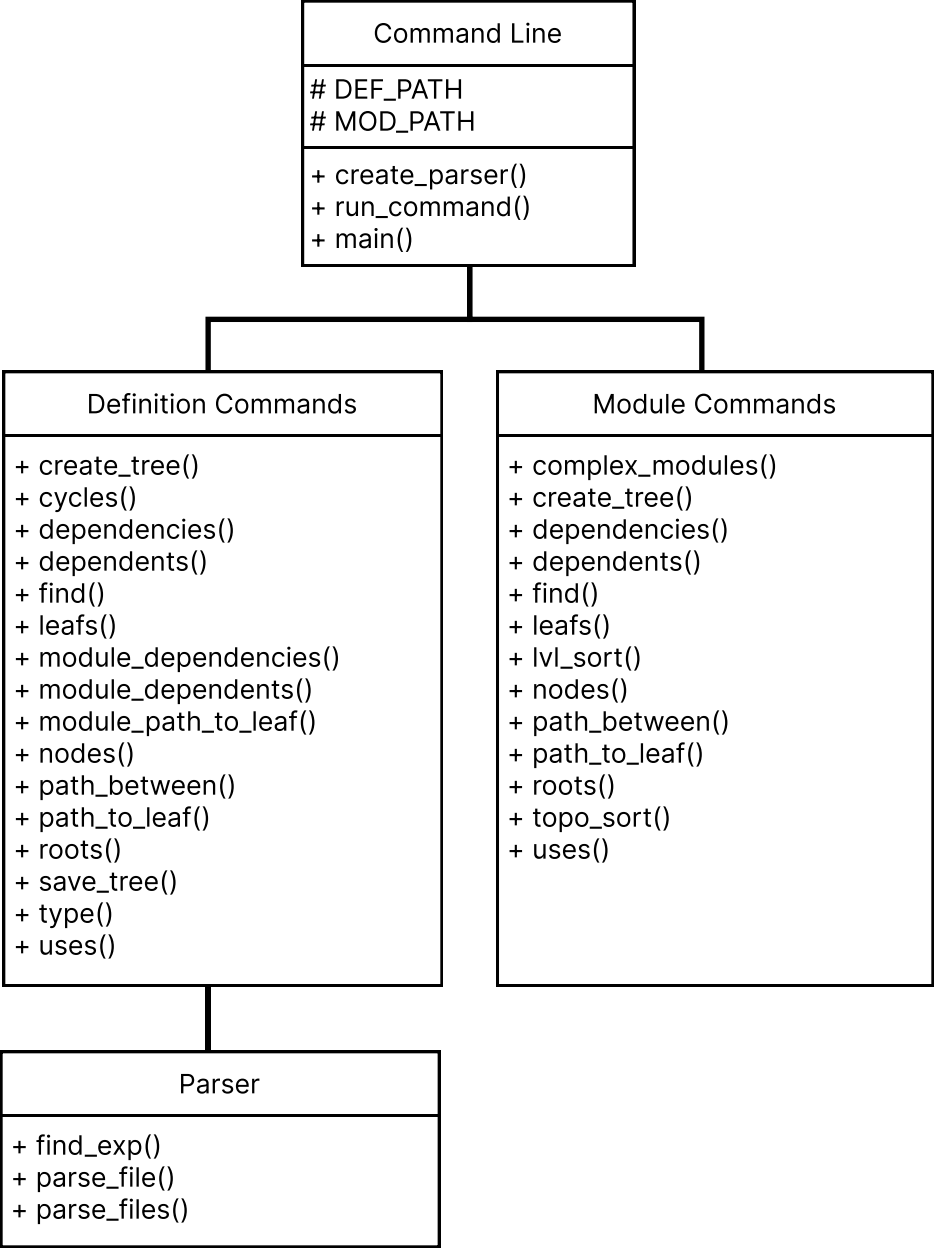 Command Line
# DEF_PATH
# MOD_PATH
+ create_parser()
+ run_command()
+ main()
Definition Commands
+ create_tree()
+ cycles()
+ dependencies()
+ dependents()
+ find()
+ leafs()
+ module_dependencies()
+ module_dependents()
+ module_path_to_leaf()
+ nodes()
+ path_between()
+ path_to_leaf()
+ roots()
+ save_tree()
+ type()
+ uses()
Module Commands
+ complex_modules()
+ create_tree()
+ dependencies()
+ dependents()
+ find()
+ leafs()
+ lvl_sort()
+ nodes()
+ path_between()
+ path_to_leaf()
+ roots()
+ topo_sort()
+ uses()
Parser
+ find_exp()
+ parse_file()
+ parse_files()